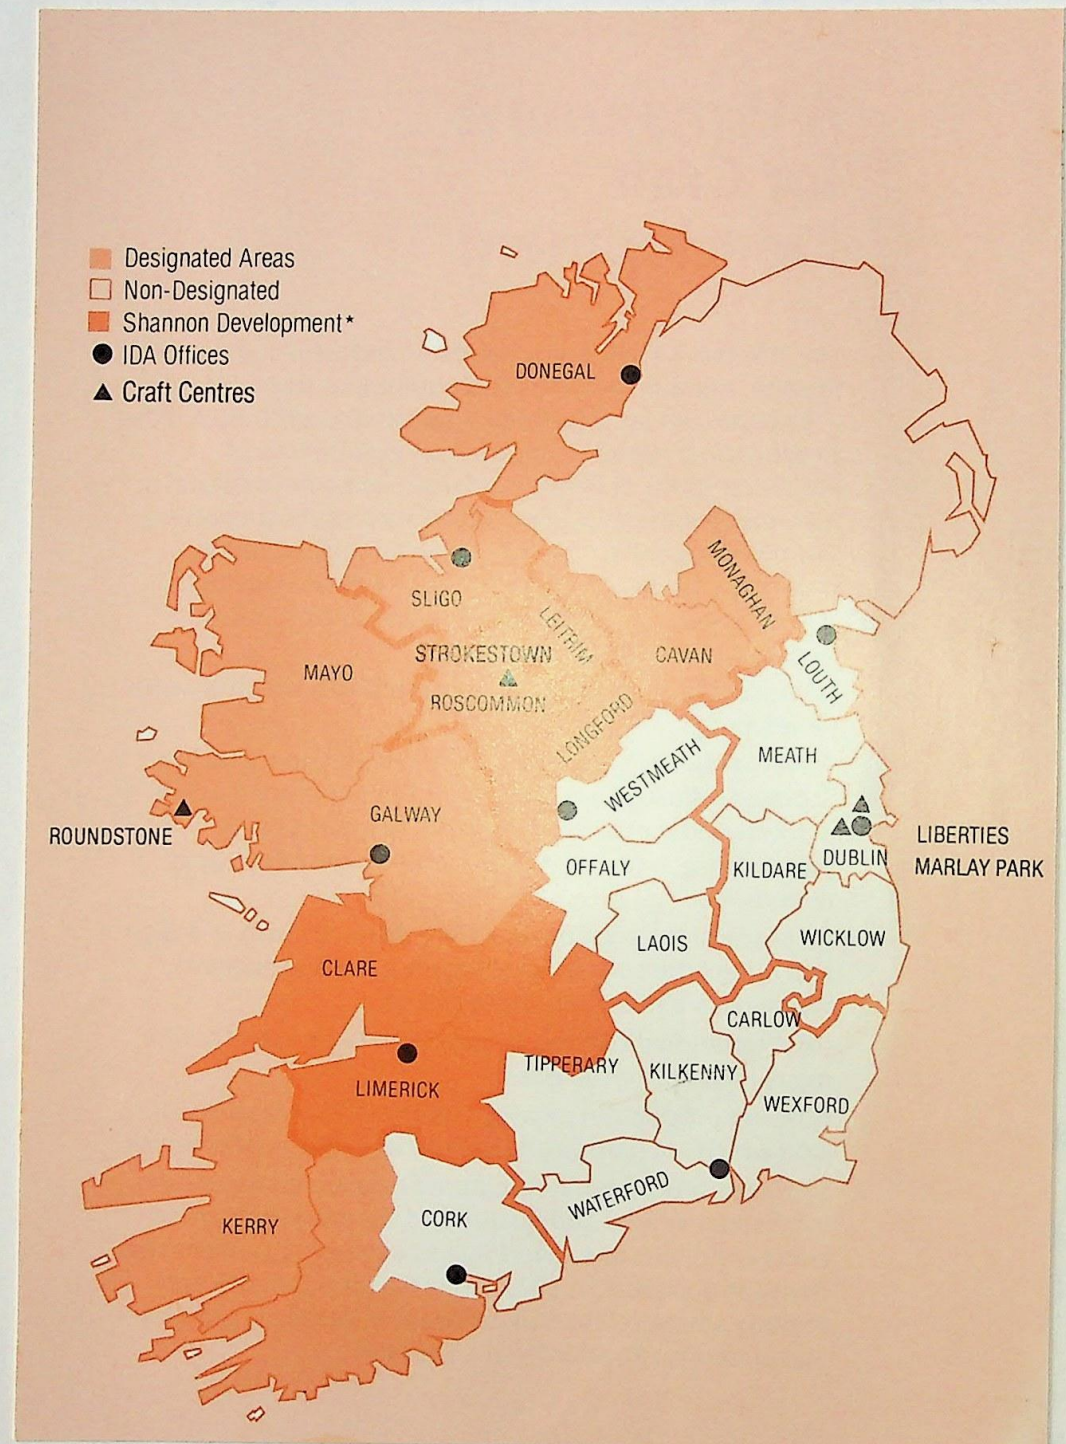 Designated Areas
Non-Designated
Shannon Development*
IDA Offices
Craft Centres
DONEGAL
MONAGHAN
SLIGO
LEITRIM
STROKESTOWN
CAVAN
LOUTH
MAYO
ROSCOMMON
LONGFORD
WESTMEATH
MEATH
GALWAY
ROUNDSTONE
LIBERTIES
MARLAY PARK
OFFALY
KILDARE
DUBLIN
LAOIS
WICKLOW
CLARE
CARLOW
TIPPERARY
KILKENNY
LIMERICK
WEXFORD
WATERFORD
CORK
KERRY